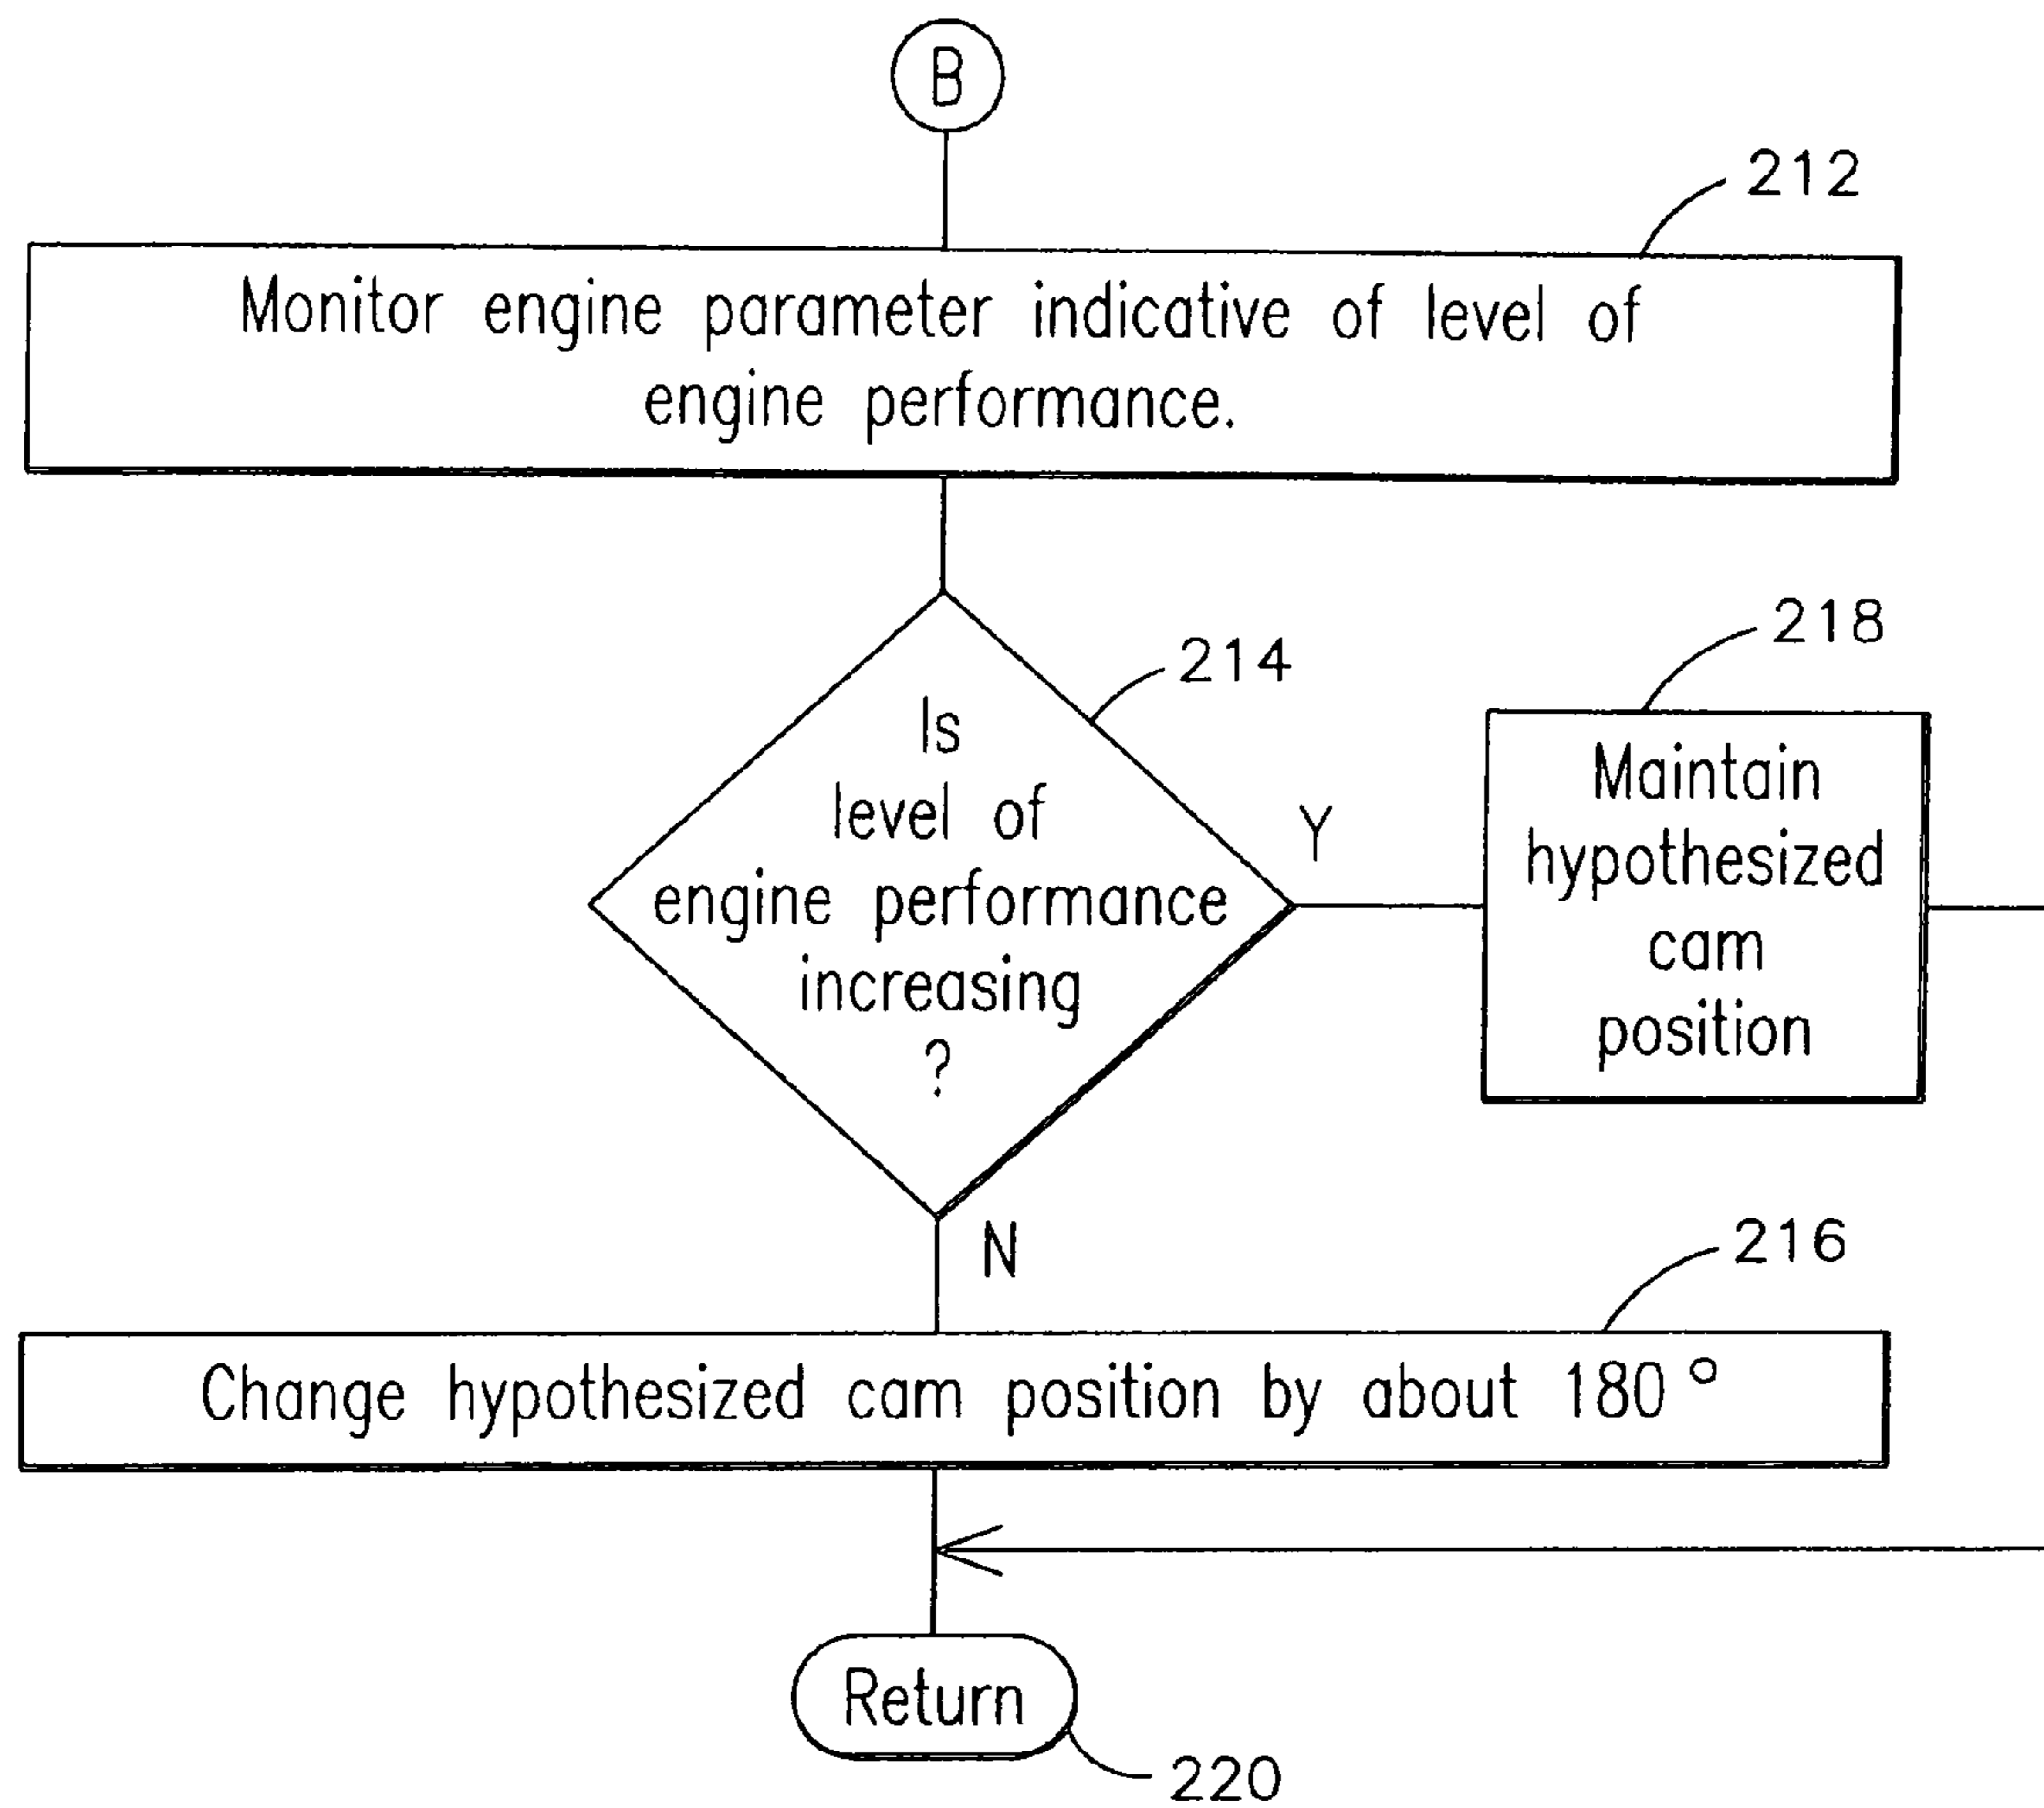 B
212
Monitor engine parameter indicative of level of
engine performance.
214
Is
level of
engine performance
increasing
?
Y
218
Maintain
hypothesized
cam
position
N
216
Change hypothesized cam position by about 180°
Return
220